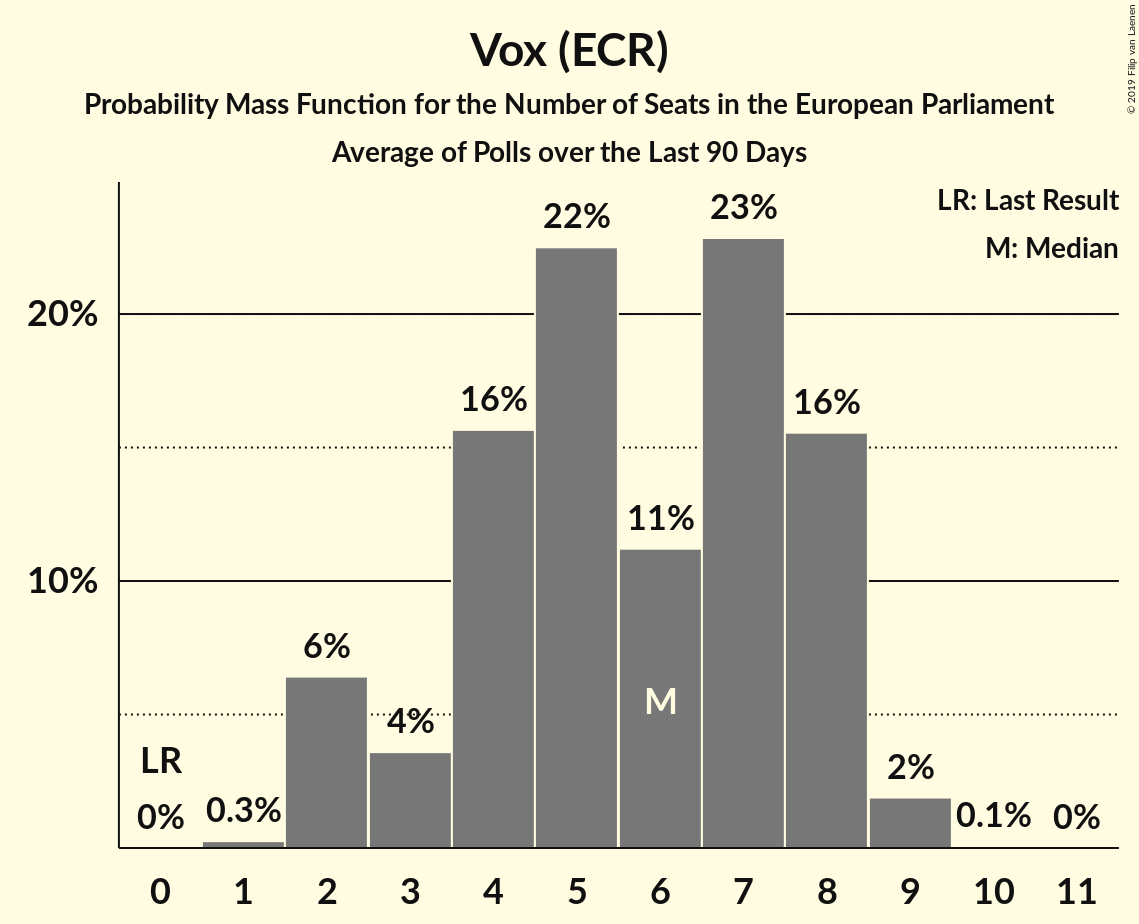 Vox (ECR)
Probability Mass Function for the Number of Seats in the European Parliament
Average of Polls over the Last 90 Days
© 2019 Filip van Laenen
LR: Last Result
M: Median
20%
10%
LR
0%
0.3%
6%
4%
16%
22%
11%
M
23%
16%
2%
0.1%
0%
0 1 2 3 4 5 6 7 8 9 10 11